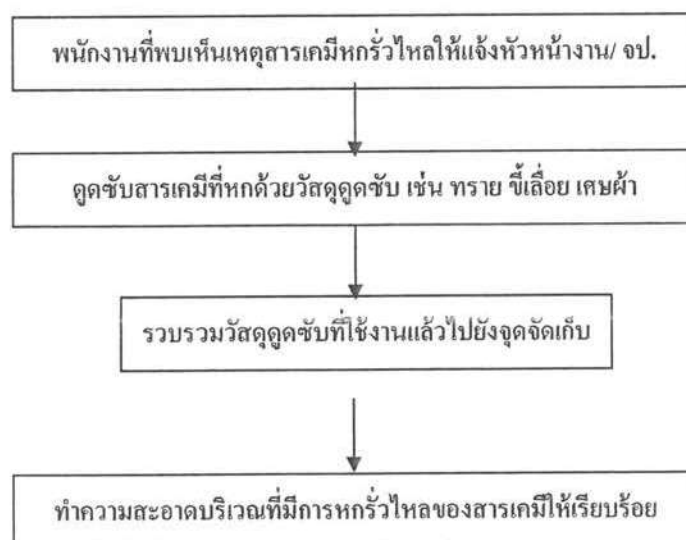 พนักงานที่พบเห็นเหตุสารเคมีหกรั่วไหลให้แจ้งหัวหน้างาน/ จป.
ดูดซับสารเคมีที่หกด้วยวัสดุดูดซับ เช่น ทราย ขี้เลื่อย เศษผ้า
รวบรวมวัสดุดูดซับที่ใช้งานแล้วไปยังจุดจัดเก็บ
ทำความสะอาดบริเวณที่มีการหกรั่วไหลของสารเคมีให้เรียบร้อย